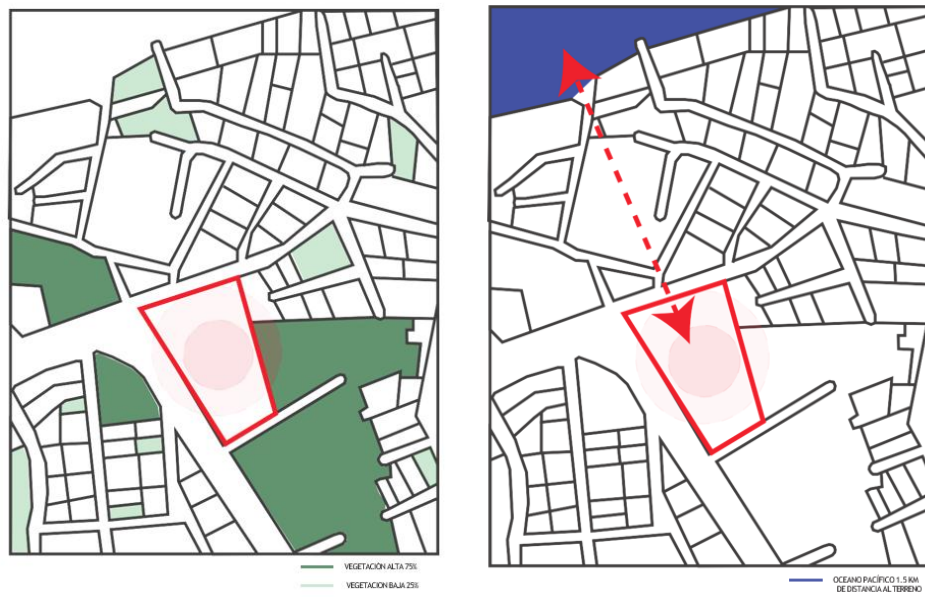 VEGETACIÓN ALTA 75%
VEGETACION BAJA 25%
OCEANO PACÍFICO 1.5 KM
DE DISTANCIA AL TERRENO